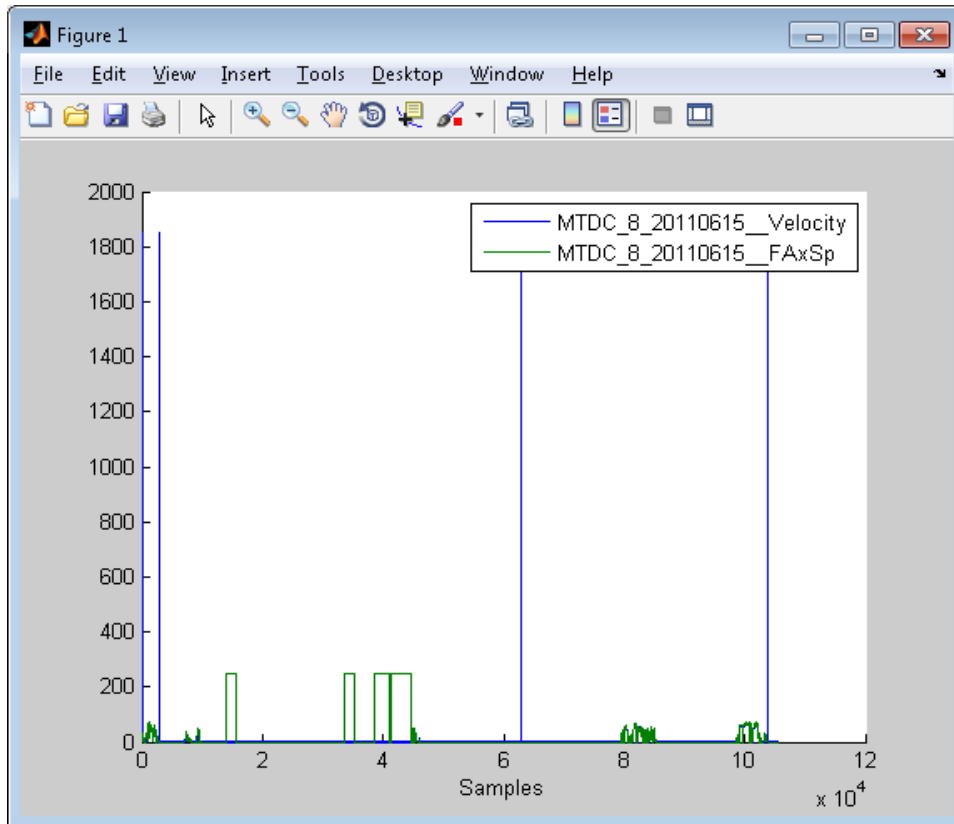 Figure 1
File Edit View Insert Tools Desktop Window Help
2000
1800
1600
1400
1200
1000
800
600
400
200
0
MTDC_8_20110615__Velocity
MTDC_8_20110615__FAxSp
0 2 4 6 8 10 12
Samples
x 10^4